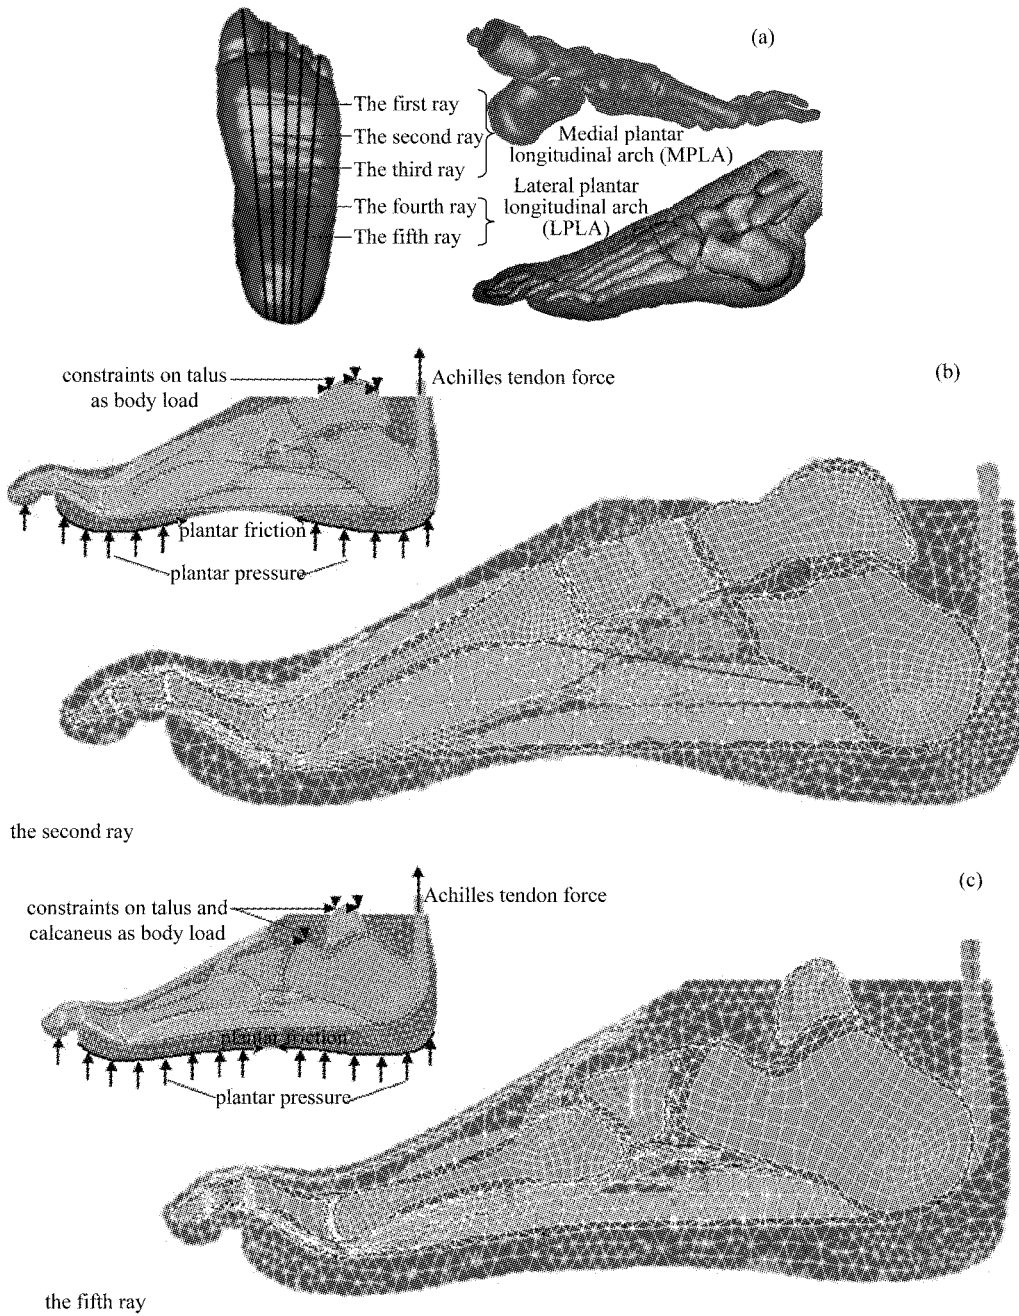 (a)
The first ray
The second ray
The third ray
The fourth ray
The fifth ray
Medial plantar
longitudinal arch (MPLA)
Lateral plantar
longitudinal arch
(LPLA)
(b)
constraints on talus
as body load
Achilles tendon force
plantar friction
plantar pressure
the second ray
(c)
constraints on talus and
calcaneus as body load
Achilles tendon force
plantar friction
plantar pressure
the fifth ray